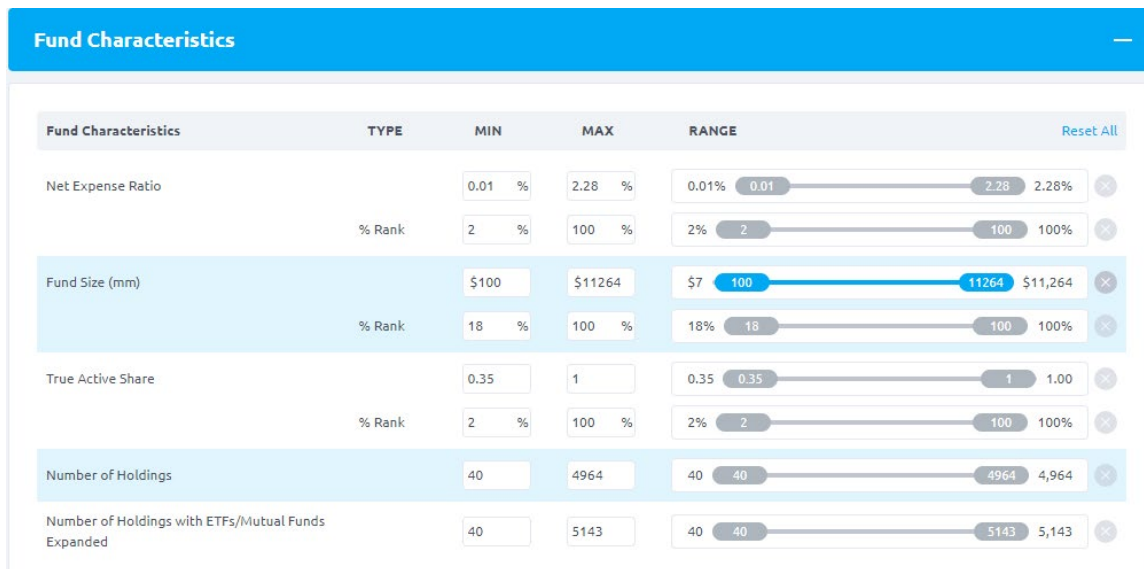 Fund Characteristics
Fund Characteristics TYPE MIN MAX RANGE Reset All
Net Expense Ratio 0.01 % 2.28 % 0.01% 0.01 2.28 2.28%
% Rank 2 % 100 % 2% 2 100 100%
Fund Size (mm) $100 $11264 $7 100 11264 $11,264
% Rank 18 % 100 % 18% 18 100 100%
True Active Share 0.35 1 0.35 0.35 1 1.00
% Rank 2 % 100 % 2% 2 100 100%
Number of Holdings 40 4964 40 40 4964 4,964
Number of Holdings with ETFs/Mutual Funds
Expanded 40 5143 40 40 5143 5,143